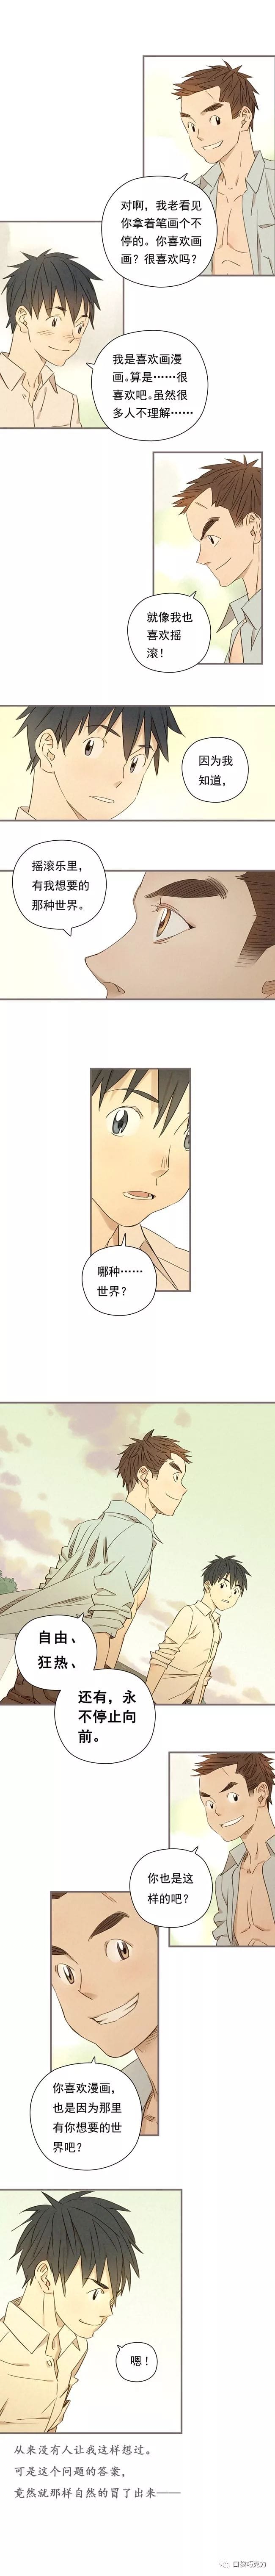 对啊，我老看见
你拿着笔画个不
停的。你喜欢画
画？很喜欢吗？
我是喜欢画漫
画。算是……很
喜欢吧。虽然很
多人不理解……
就像我也
喜欢摇
滚！
因为我
知道，
摇滚乐里，
有我想要的
那种世界。
哪种……
世界？
自由、
狂热、
还有，永
不停止向
前。
你也是这
样的吧？
你喜欢漫画，
也是因为那里
有你想要的世
界吧？
嗯！
从来没有人让我这样想过。
可是这个问题的答案，
竟然就那样自然的冒了出来——
口袋巧克力